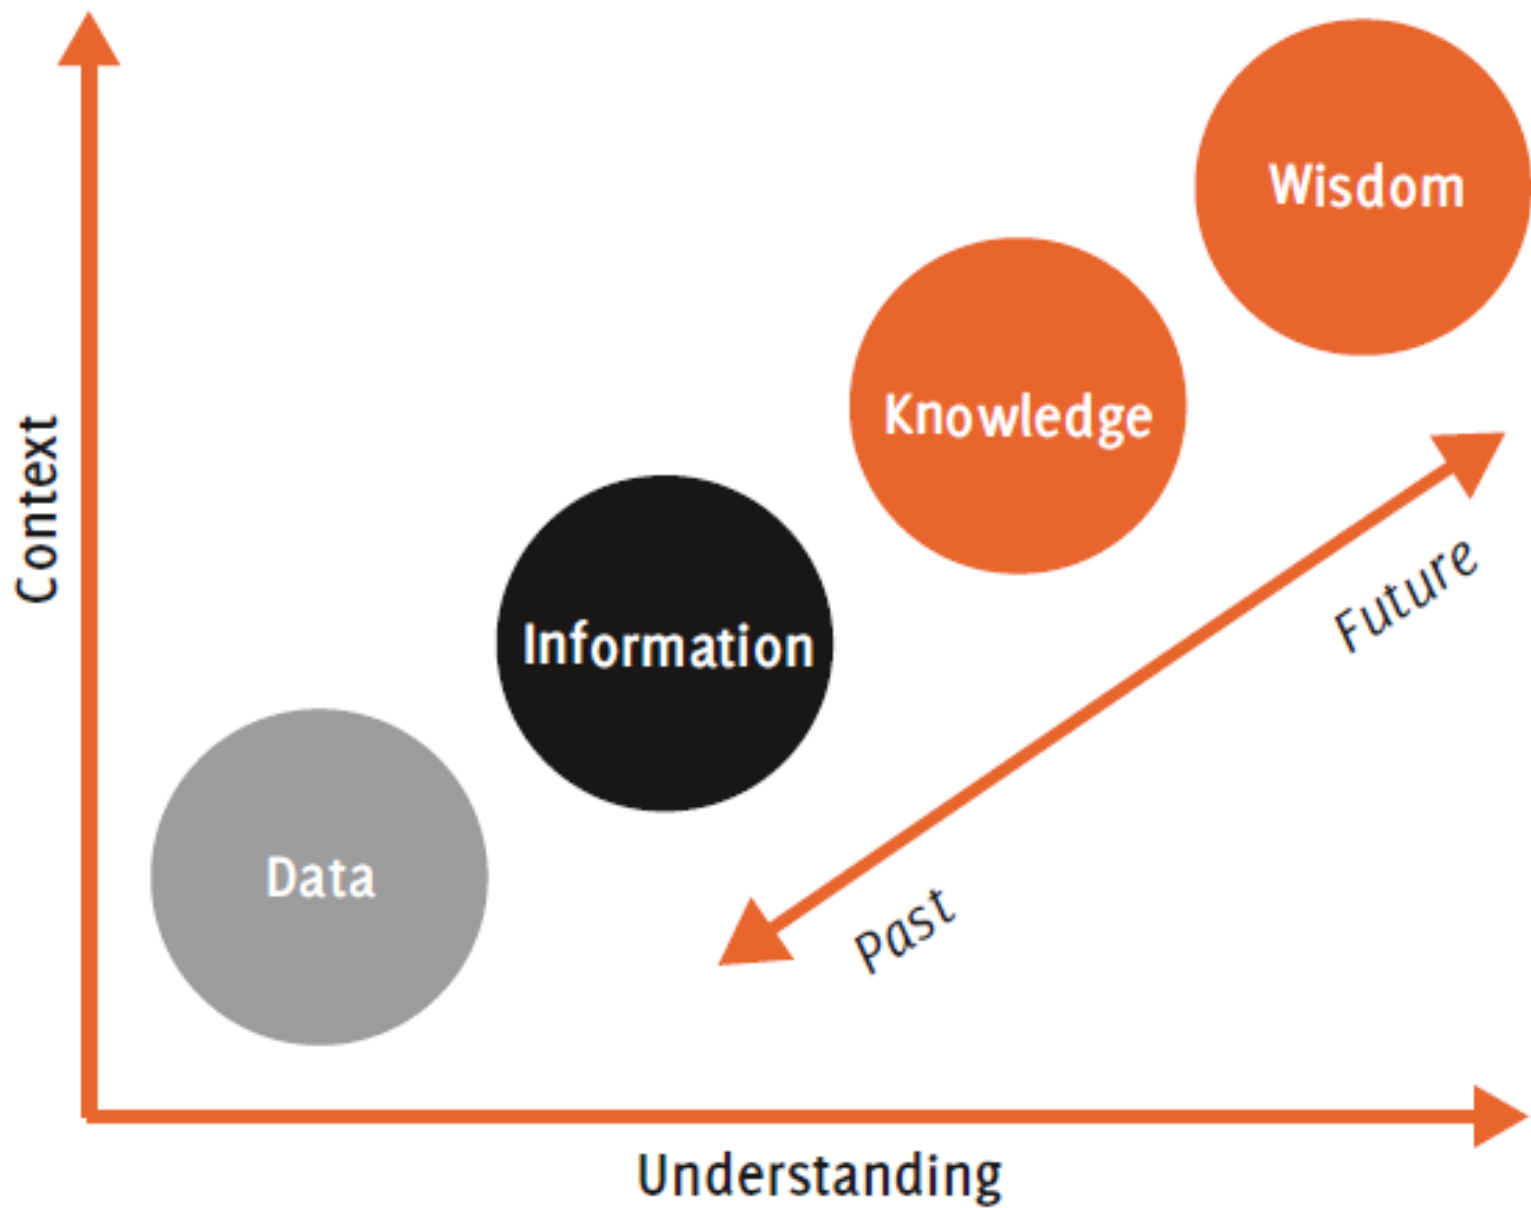 Wisdom
Knowledge
Context
Information
Future
Data
Past
Understanding